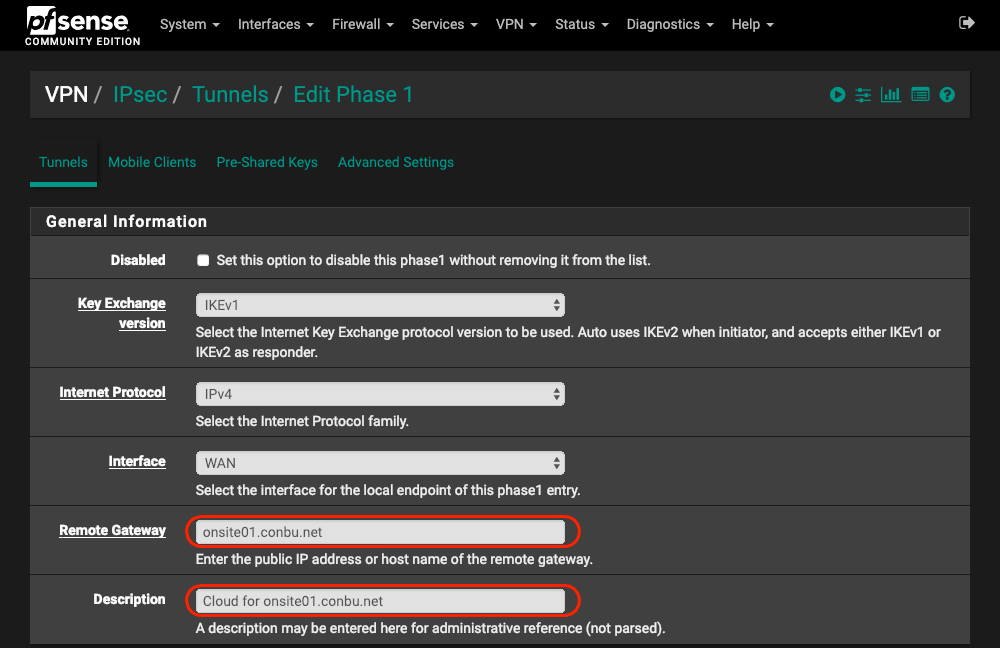 pfsense
COMMUNITY EDITION
System Interfaces Firewall Services VPN Status Diagnostics Help
VPN / IPsec / Tunnels / Edit Phase 1
Tunnels Mobile Clients Pre-Shared Keys Advanced Settings
General Information
Disabled Set this option to disable this phase1 without removing it from the list.
Key Exchange version
IKEv1
Select the Internet Key Exchange protocol version to be used. Auto uses IKEv2 when initiator, and accepts either IKEv1 or
IKEv2 as responder.
Internet Protocol IPv4
Select the Internet Protocol family.
Interface WAN
Select the interface for the local endpoint of this phase1 entry.
Remote Gateway onsite01.conbu.net
Enter the public IP address or host name of the remote gateway.
Description Cloud for onsite01.conbu.net
A description may be entered here for administrative reference (not parsed).